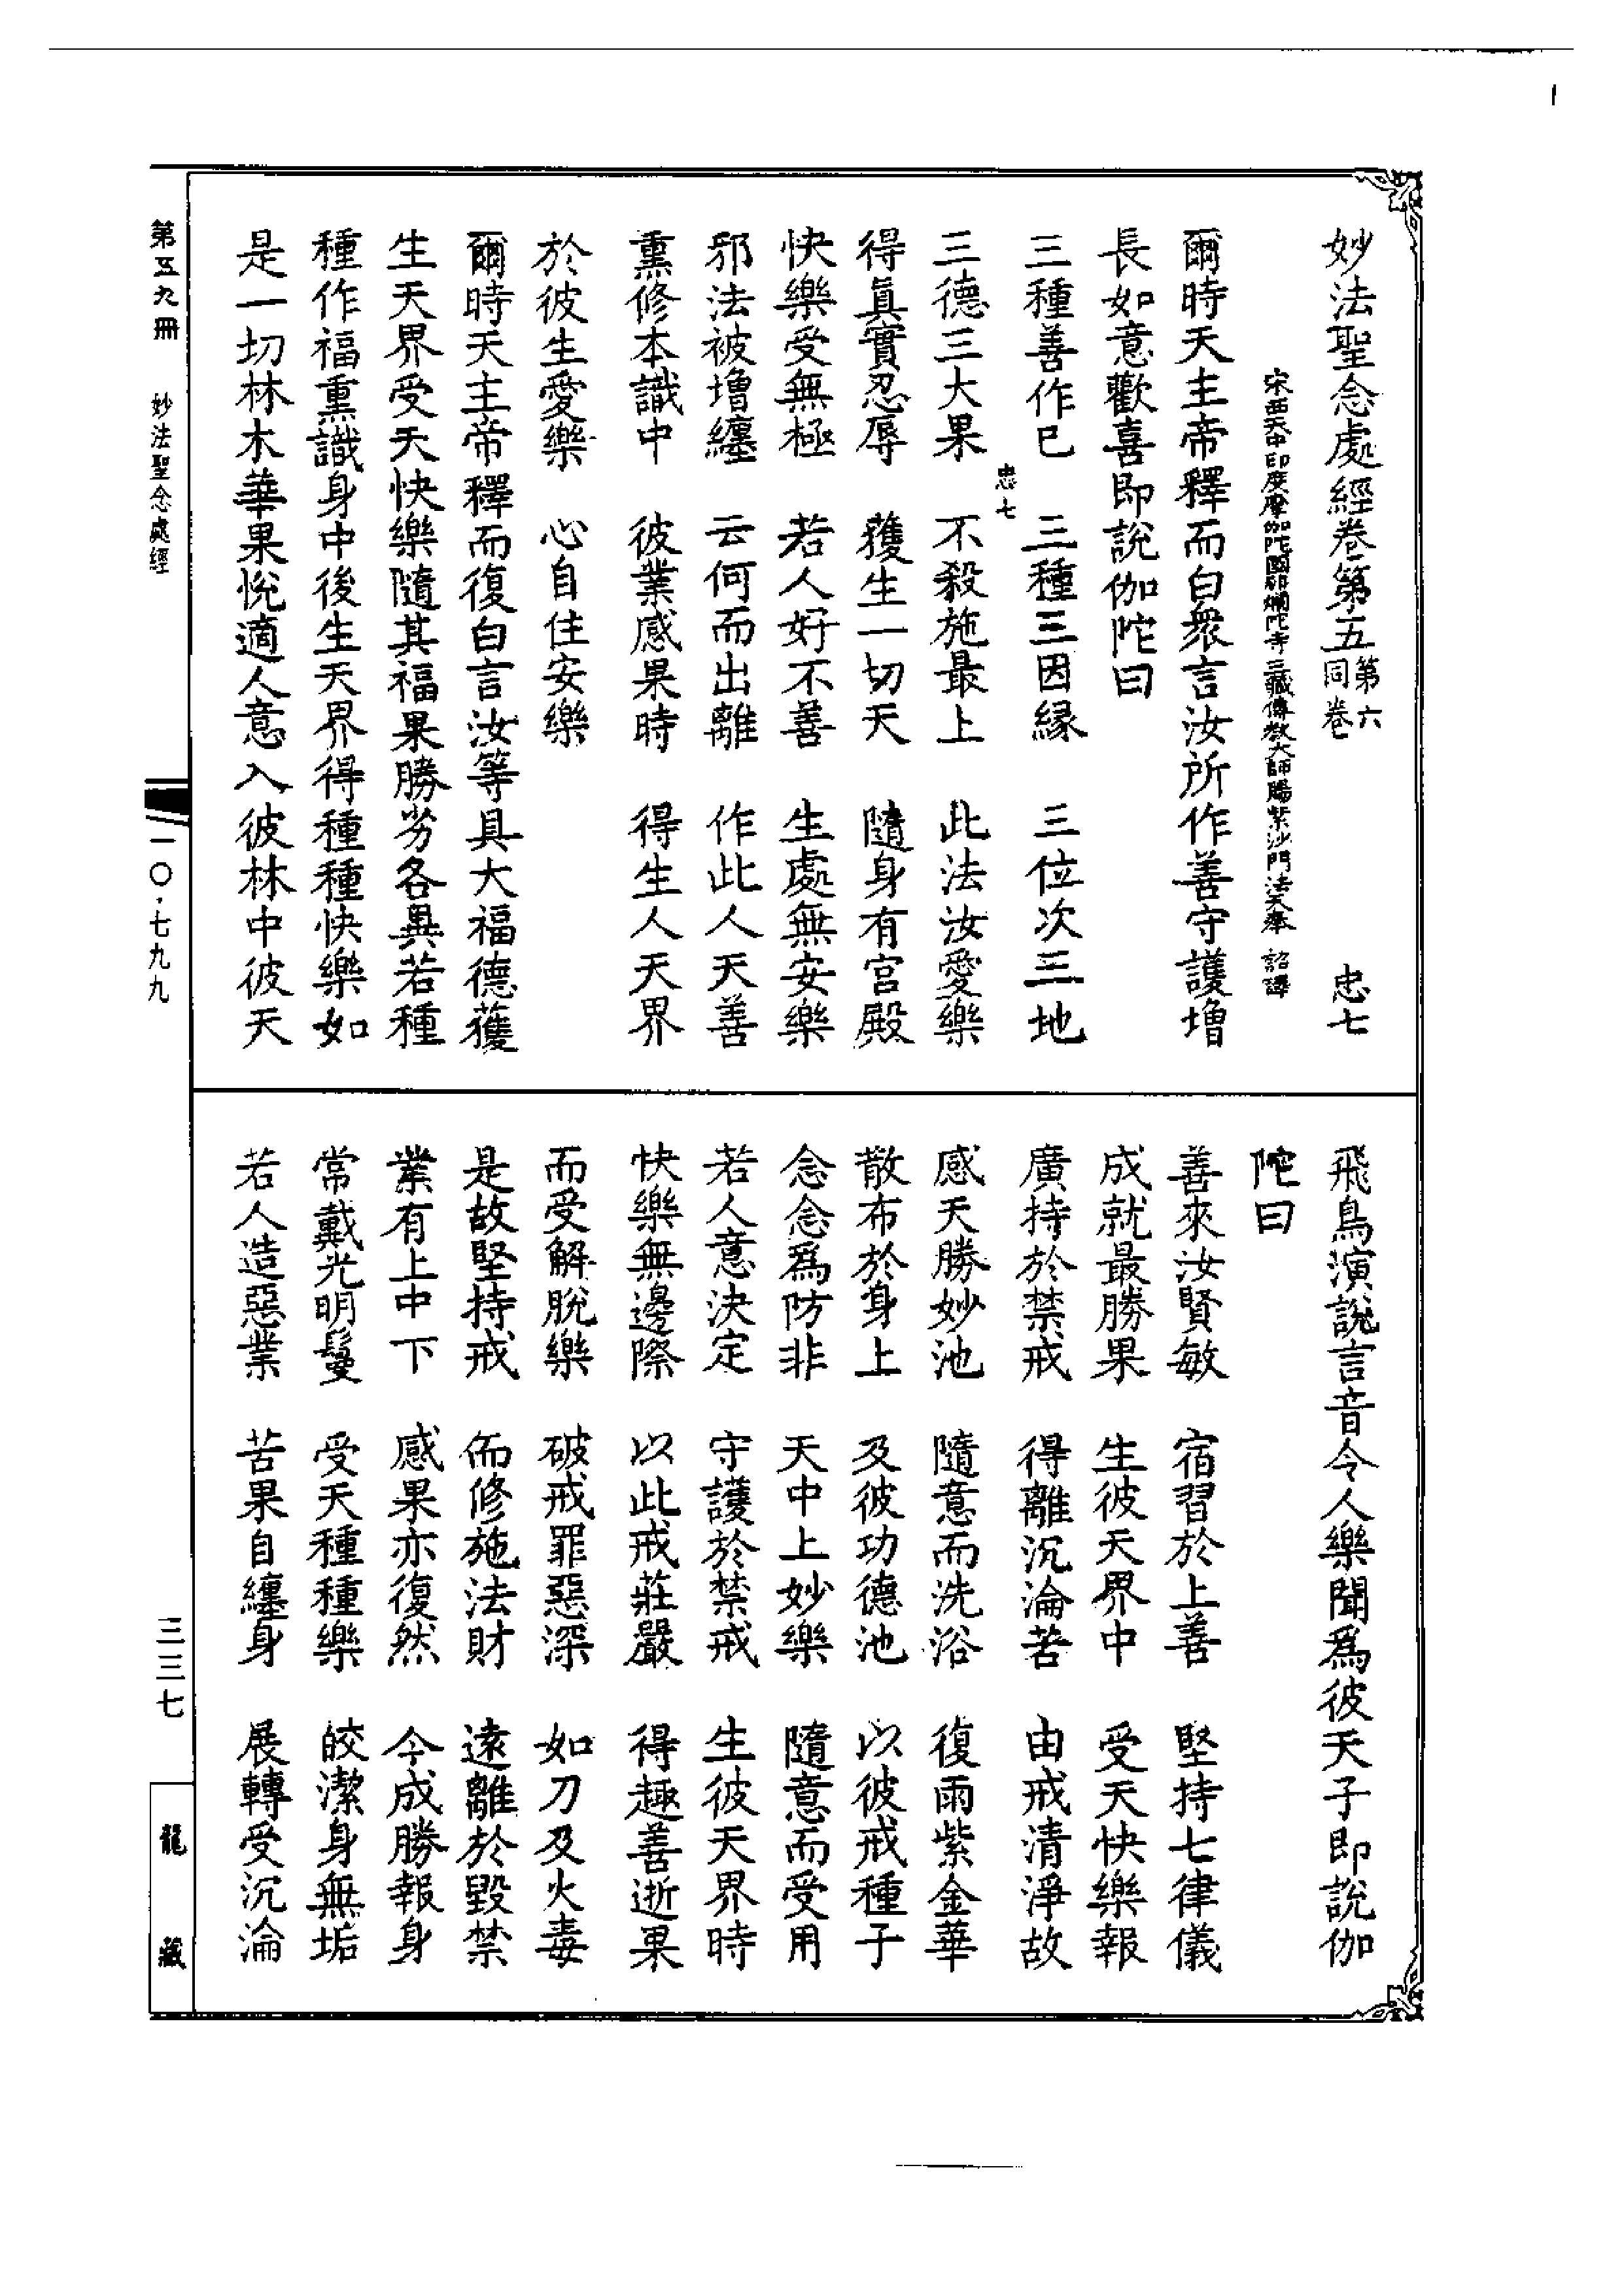 妙法聖念處經卷第五 第六同卷 忠七
宋西天中印度摩伽陀國那爛陀寺三藏傳教大師賜紫沙門法天奉 詔譯
爾時天主帝釋而白衆言汝所作善守護增
長如意歡喜即說伽陀曰
三種善作已 三種三因緣 三位次三地
忠七
三德三大果 不殺施最上 此法汝愛樂
得眞實忍辱 獲生一切天 隨身有宫殿
快樂受無極 若人好不善 生處無安樂
邪法被增纏 云何而出離 作此人天善
熏修本識中 彼業感果時 得生人天界
於彼生愛樂 心自住安樂
爾時天主帝釋而復白言汝等具大福德獲
生天界受天快樂隨其福果勝劣各異若種
種作福熏識身中後生天界得種種快樂如
是一切林木華果悅適人意入彼林中彼天
飛鳥演說言音令人樂聞爲彼天子即說伽
陀曰
善來汝賢敏 宿習於上善 堅持七律儀
成就最勝果 生彼天界中 受天快樂報
廣持於禁戒 得離沉淪苦 由戒清淨故
感天勝妙池 隨意而洗浴 復雨紫金華
散布於身上 及彼功德池 以彼戒種子
念念爲防非 天中上妙樂 隨意而受用
若人意決定 守護於禁戒 生彼天界時
快樂無邊際 以此戒莊嚴 得趣善逝果
而受解脫樂 破戒罪惡深 如刀及火毒
是故堅持戒 而修施法財 遠離於毀禁
業有上中下 感果亦復然 今成勝報身
常戴光明鬘 受天種種樂 皎潔身無垢
若人造惡業 苦果自纏身 展轉受沉淪
第五九冊 妙法聖念處經
一〇·七九九
三三七
龍藏